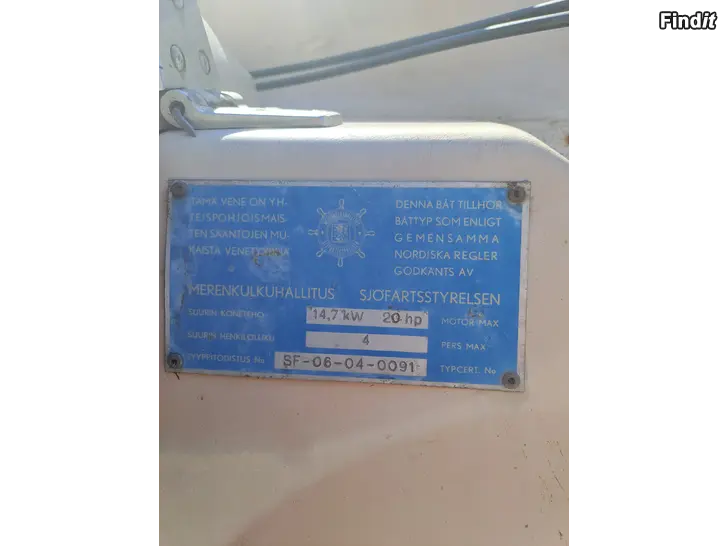 Findit
TÄMÄ VENE ON YH-
TEISPOHJOISMAIS
TEN SÄÄNTÖJEN MU
KAISTA VENETYYPPIÄ
DENNA BÅT TILLHÖR
BÅTTYP SOM ENLIGT
GEMENSAMMA
NORDISKA REGLER
GODKÄNTS AV
MERENKULKUHALLITUS SJÖFARTSSTYRELSEN
SUURIN KONETEHO 14,7 kW 20 hp MOTOR MAX
SUURIN HENKILÖLUKU 4 PERS MAX
TYYPPITODISTUS No SF-06-04-0091 TYPCERT. No